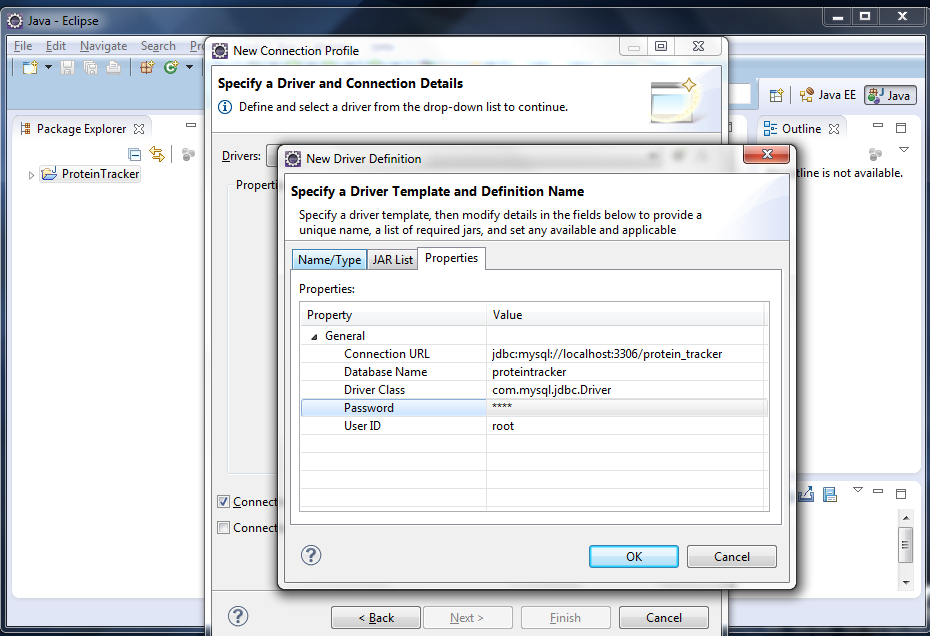 Java - Eclipse
File Edit Navigate Search
New Connection Profile
Specify a Driver and Connection Details
Define and select a driver from the drop-down list to continue.
Java EE
Java
Package Explorer
Outline
Drivers:
New Driver Definition
ProteinTracker
tline is not available.
Properti
Specify a Driver Template and Definition Name
Specify a driver template, then modify details in the fields below to provide a
unique name, a list of required jars, and set any available and applicable
Name/Type JAR List Properties
Properties:
Property Value
General
Connection URL jdbc:mysql://localhost:3306/protein_tracker
Database Name proteintracker
Driver Class com.mysql.jdbc.Driver
Password ****
User ID root
Connect
Connect
OK Cancel
< Back Next > Finish Cancel